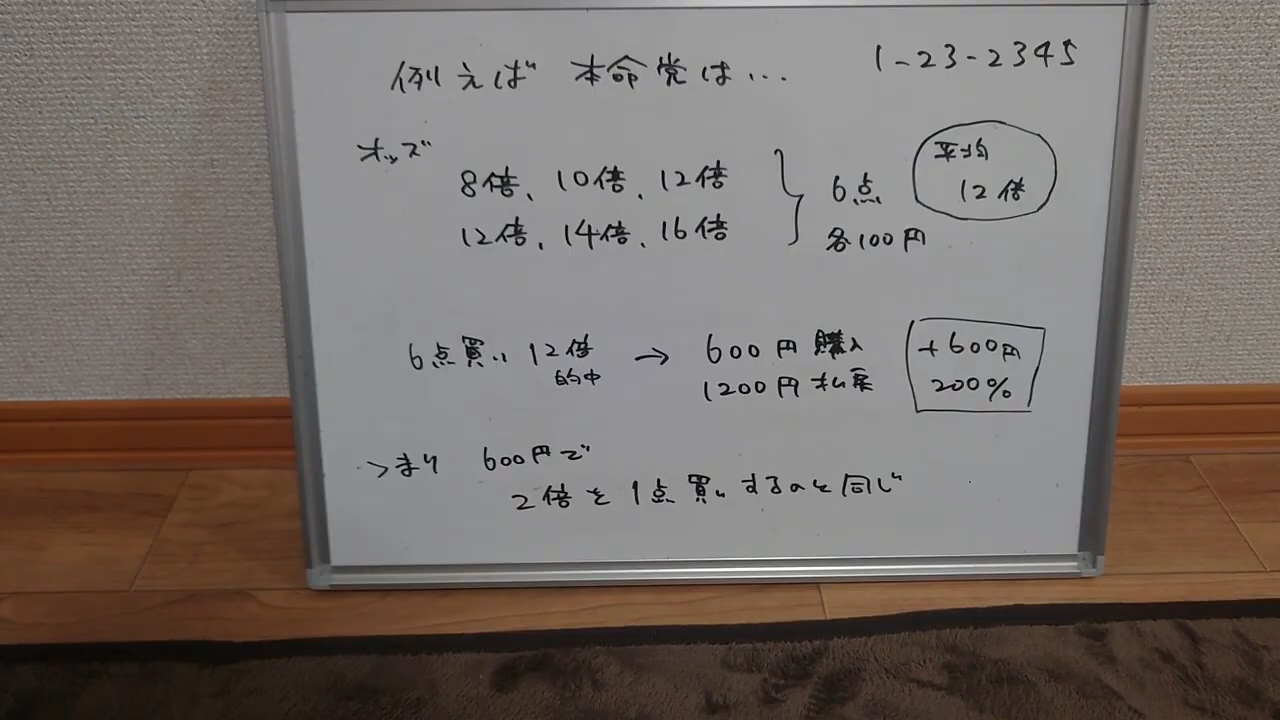 例えば 本命党は... 1-23-2345
オッズ
8倍、10倍、12倍
12倍、14倍、16倍
6点
各100円
平均
12倍
6点買い 12倍 → 600円 購入
的中
1200円 払戻
+600円
200%
つまり 600円で
2倍を1点買いするのと同じ